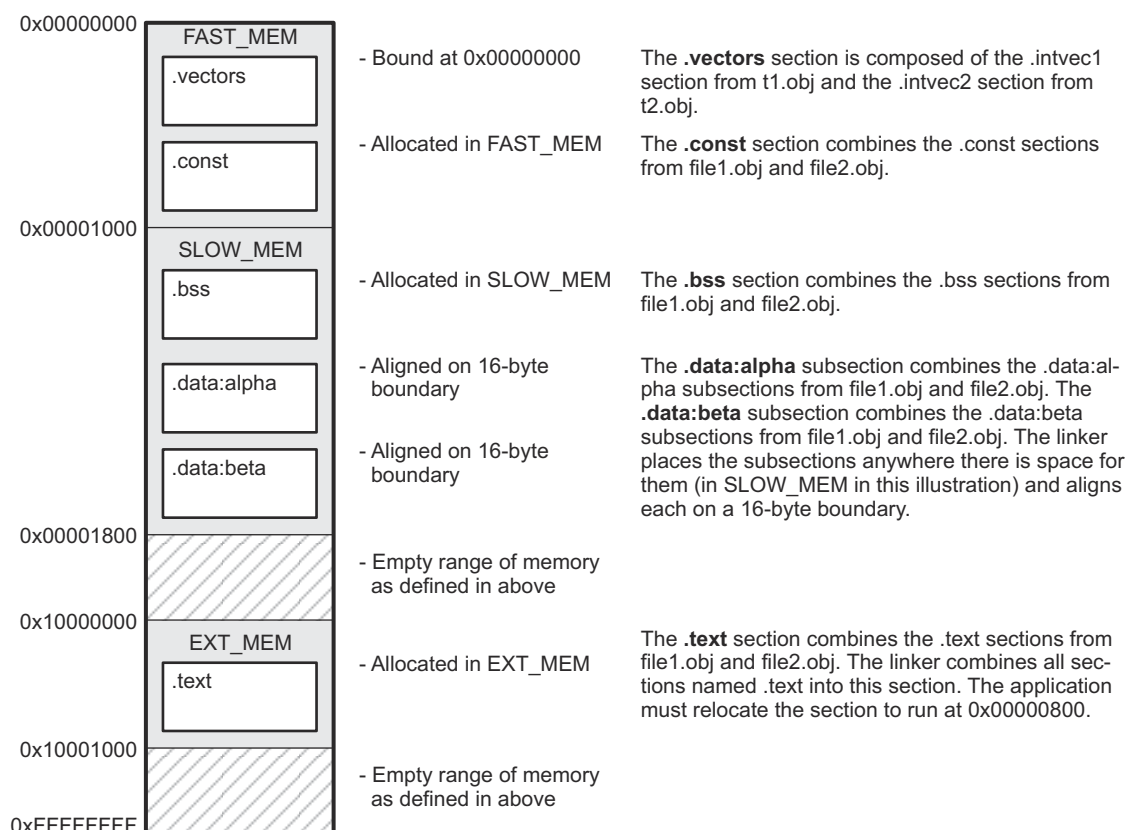 0x00000000
FAST_MEM
.vectors
- Bound at 0x00000000
The .vectors section is composed of the .intvec1
section from t1.obj and the .intvec2 section from
t2.obj.
.const
- Allocated in FAST_MEM
The .const section combines the .const sections
from file1.obj and file2.obj.
0x00001000
SLOW_MEM
.bss
- Allocated in SLOW_MEM
The .bss section combines the .bss sections from
file1.obj and file2.obj.
.data:alpha
- Aligned on 16-byte
boundary
The .data:alpha subsection combines the .data:al-
pha subsections from file1.obj and file2.obj. The
.data:beta subsection combines the .data:beta
subsections from file1.obj and file2.obj. The linker
places the subsections anywhere there is space for
them (in SLOW_MEM in this illustration) and aligns
each on a 16-byte boundary.
.data:beta
- Aligned on 16-byte
boundary
0x00001800
- Empty range of memory
as defined in above
0x10000000
EXT_MEM
.text
- Allocated in EXT_MEM
The .text section combines the .text sections from
file1.obj and file2.obj. The linker combines all sec-
tions named .text into this section. The application
must relocate the section to run at 0x00000800.
0x10001000
- Empty range of memory
as defined in above
0xFFFFFFFF